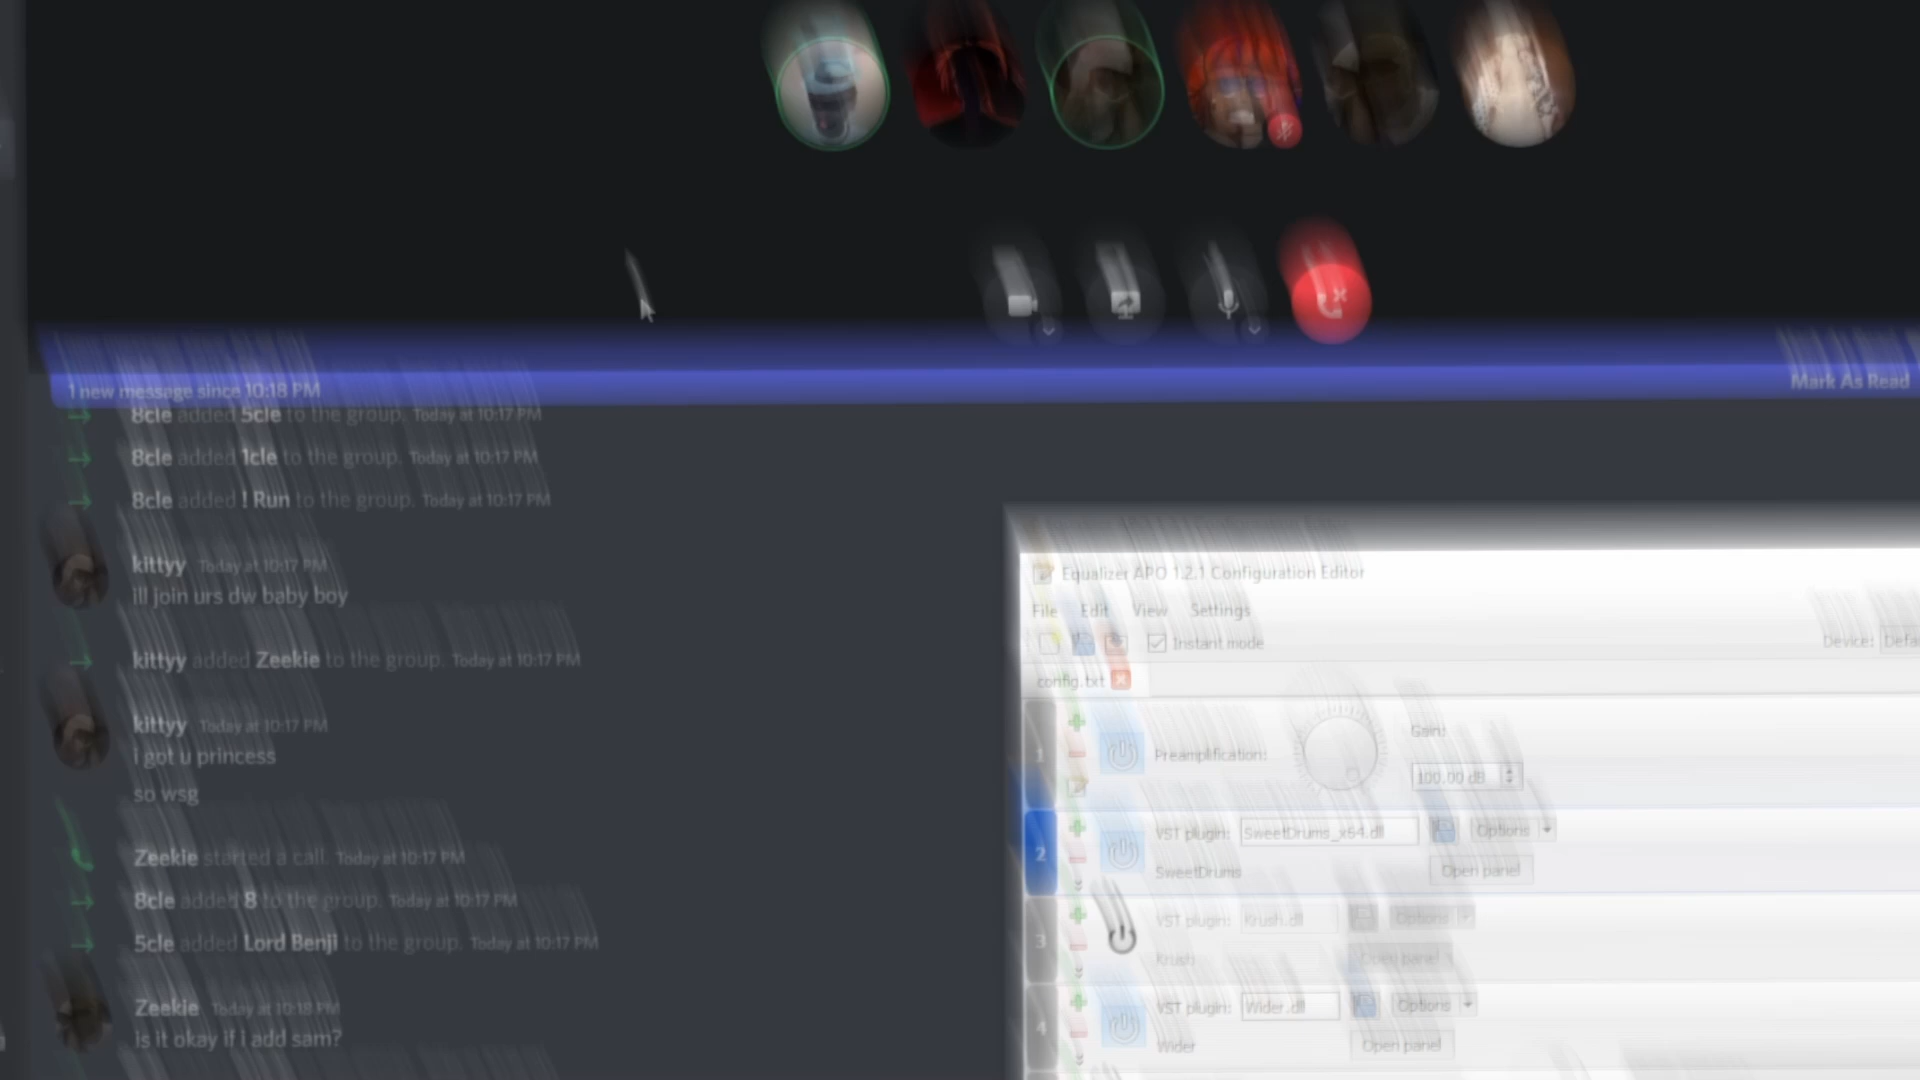 1 new message since 10:18 PM
Mark As Read
8cle added 5cle to the group. Today at 10:17 PM
8cle added 1cle to the group. Today at 10:17 PM
8cle added ! Run to the group. Today at 10:17 PM
kittyy Today at 10:17 PM
ill join urs dw baby boy
kittyy added Zeekie to the group. Today at 10:17 PM
kittyy Today at 10:17 PM
i got u princess
so wsg
Zeekie started a call. Today at 10:17 PM
8cle added 8 to the group. Today at 10:17 PM
5cle added Lord Benji to the group. Today at 10:17 PM
Zeekie Today at 10:18 PM
is it okay if i add sam?
Equalizer APO 1.2.1 Configuration Editor
File Edit View Settings
Instant mode
Device: Defa
config.txt
1
Preamplification:
Gain:
100.00 dB
2
VST plugin: SweetDrums_x64.dll Options
SweetDrums Open panel
3
VST plugin: Krush.dll Options
Krush Open panel
4
VST plugin: Wider.dll Options
Wider Open panel